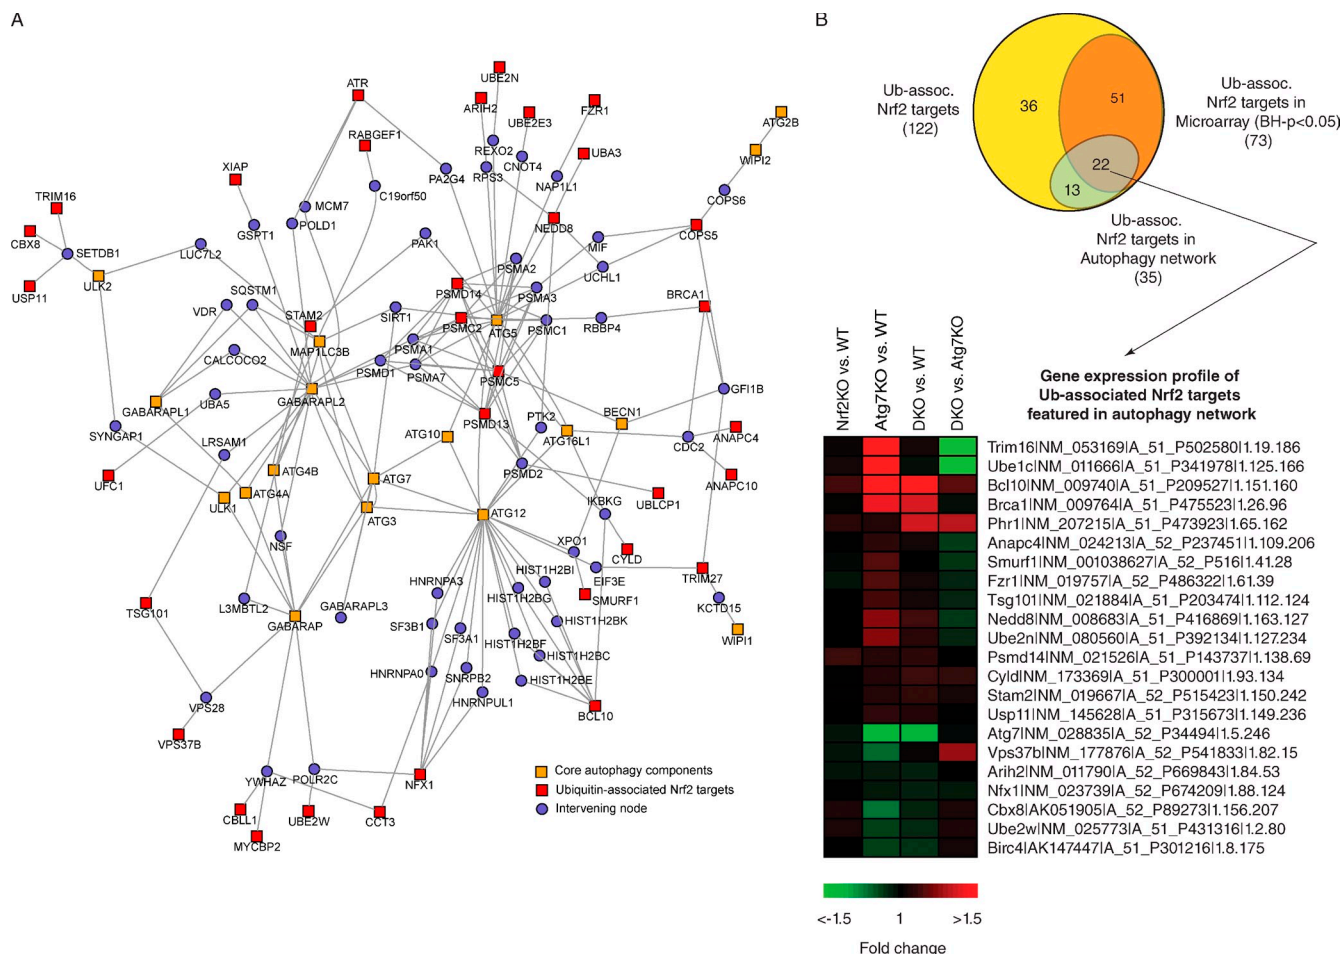 A
UBE2N
ATR
ARIH2
FZR1
UBE2E3
ATG2B
RABGEF1
REXO2
UBA3
WIPI2
XIAP
PA2G4
RPS3
CNOT4
NAP1L1
COPS6
TRIM16
C19orf50
MCM7
POLD1
CBX8
SETDB1
GSPT1
NEDD8
COPS5
LUC7L2
PAK1
MIF
ULK2
PSMA2
UCHL1
USP11
SQSTM1
PSMD14
PSMA3
BRCA1
VDR
STAM2
SIRT1
PSMC2
ATG5
PSMC1
RBBP4
MAP1LC3B
PSMA1
CALCOCO2
PSMD1
PSMA7
PSMC5
GABARAPL2
GFI1B
GABARAPL1
UBA5
PSMD13
PTK2
BECN1
SYNGAP1
ATG10
ATG16L1
ANAPC4
LRSAM1
CDC2
ATG4B
ATG7
PSMD2
UFC1
ATG4A
ANAPC10
ULK1
ATG3
ATG12
IKBKG
UBLCP1
NSF
XPO1
CYLD
HIST1H2BI
EIF3E
TRIM27
HNRNPA3
HIST1H2BG
SMURF1
TSG101
L3MBTL2
GABARAPL3
KCTD15
GABARAP
SF3B1
SF3A1
HIST1H2BK
WIPI1
HIST1H2BF
HIST1H2BC
HNRNPA0
SNRPB2
HIST1H2BE
VPS28
HNRNPUL1
BCL10
VPS37B
YWHAZ
POLR2C
NFX1
CBLL1
UBE2W
CCT3
MYCBP2
Core autophagy components
Ubiquitin-associated Nrf2 targets
Intervening node
B
Ub-assoc.
Nrf2 targets
(122)
36
51
22
13
Ub-assoc.
Nrf2 targets in
Microarray (BH-p<0.05)
(73)
Ub-assoc.
Nrf2 targets in
Autophagy network
(35)
Nrf2KO vs. WT
Atg7KO vs. WT
DKO vs. WT
DKO vs. Atg7KO
Gene expression profile of
Ub-associated Nrf2 targets
featured in autophagy network
Trim16|NM_053169|A_51_P502580|1.19.186
Ube1c|NM_011666|A_51_P341978|1.125.166
Bcl10|NM_009740|A_51_P209527|1.151.160
Brca1|NM_009764|A_51_P475523|1.26.96
Phr1|NM_207215|A_51_P473923|1.65.162
Anapc4|NM_024213|A_52_P237451|1.109.206
Smurf1|NM_001038627|A_52_P516|1.41.28
Fzr1|NM_019757|A_52_P486322|1.61.39
Tsg101|NM_021884|A_52_P203474|1.112.124
Nedd8|NM_008683|A_52_P416869|1.163.127
Ube2n|NM_080560|A_51_P392134|1.127.234
Psmd14|NM_021526|A_51_P143737|1.138.69
Cyld|NM_173369|A_51_P300001|1.93.134
Stam2|NM_019667|A_52_P515423|1.150.242
Usp11|NM_145628|A_51_P315673|1.149.236
Atg7|NM_028835|A_52_P34494|1.5.246
Vps37b|NM_177876|A_52_P541833|1.82.15
Arih2|NM_011790|A_52_P669843|1.84.53
Nfx1|NM_023739|A_52_P674209|1.88.124
Cbx8|AK051905|A_52_P89273|1.156.207
Ube2w|NM_025773|A_51_P431316|1.2.80
Birc4|AK147447|A_51_P301216|1.8.175
<-1.5
1
>1.5
Fold change